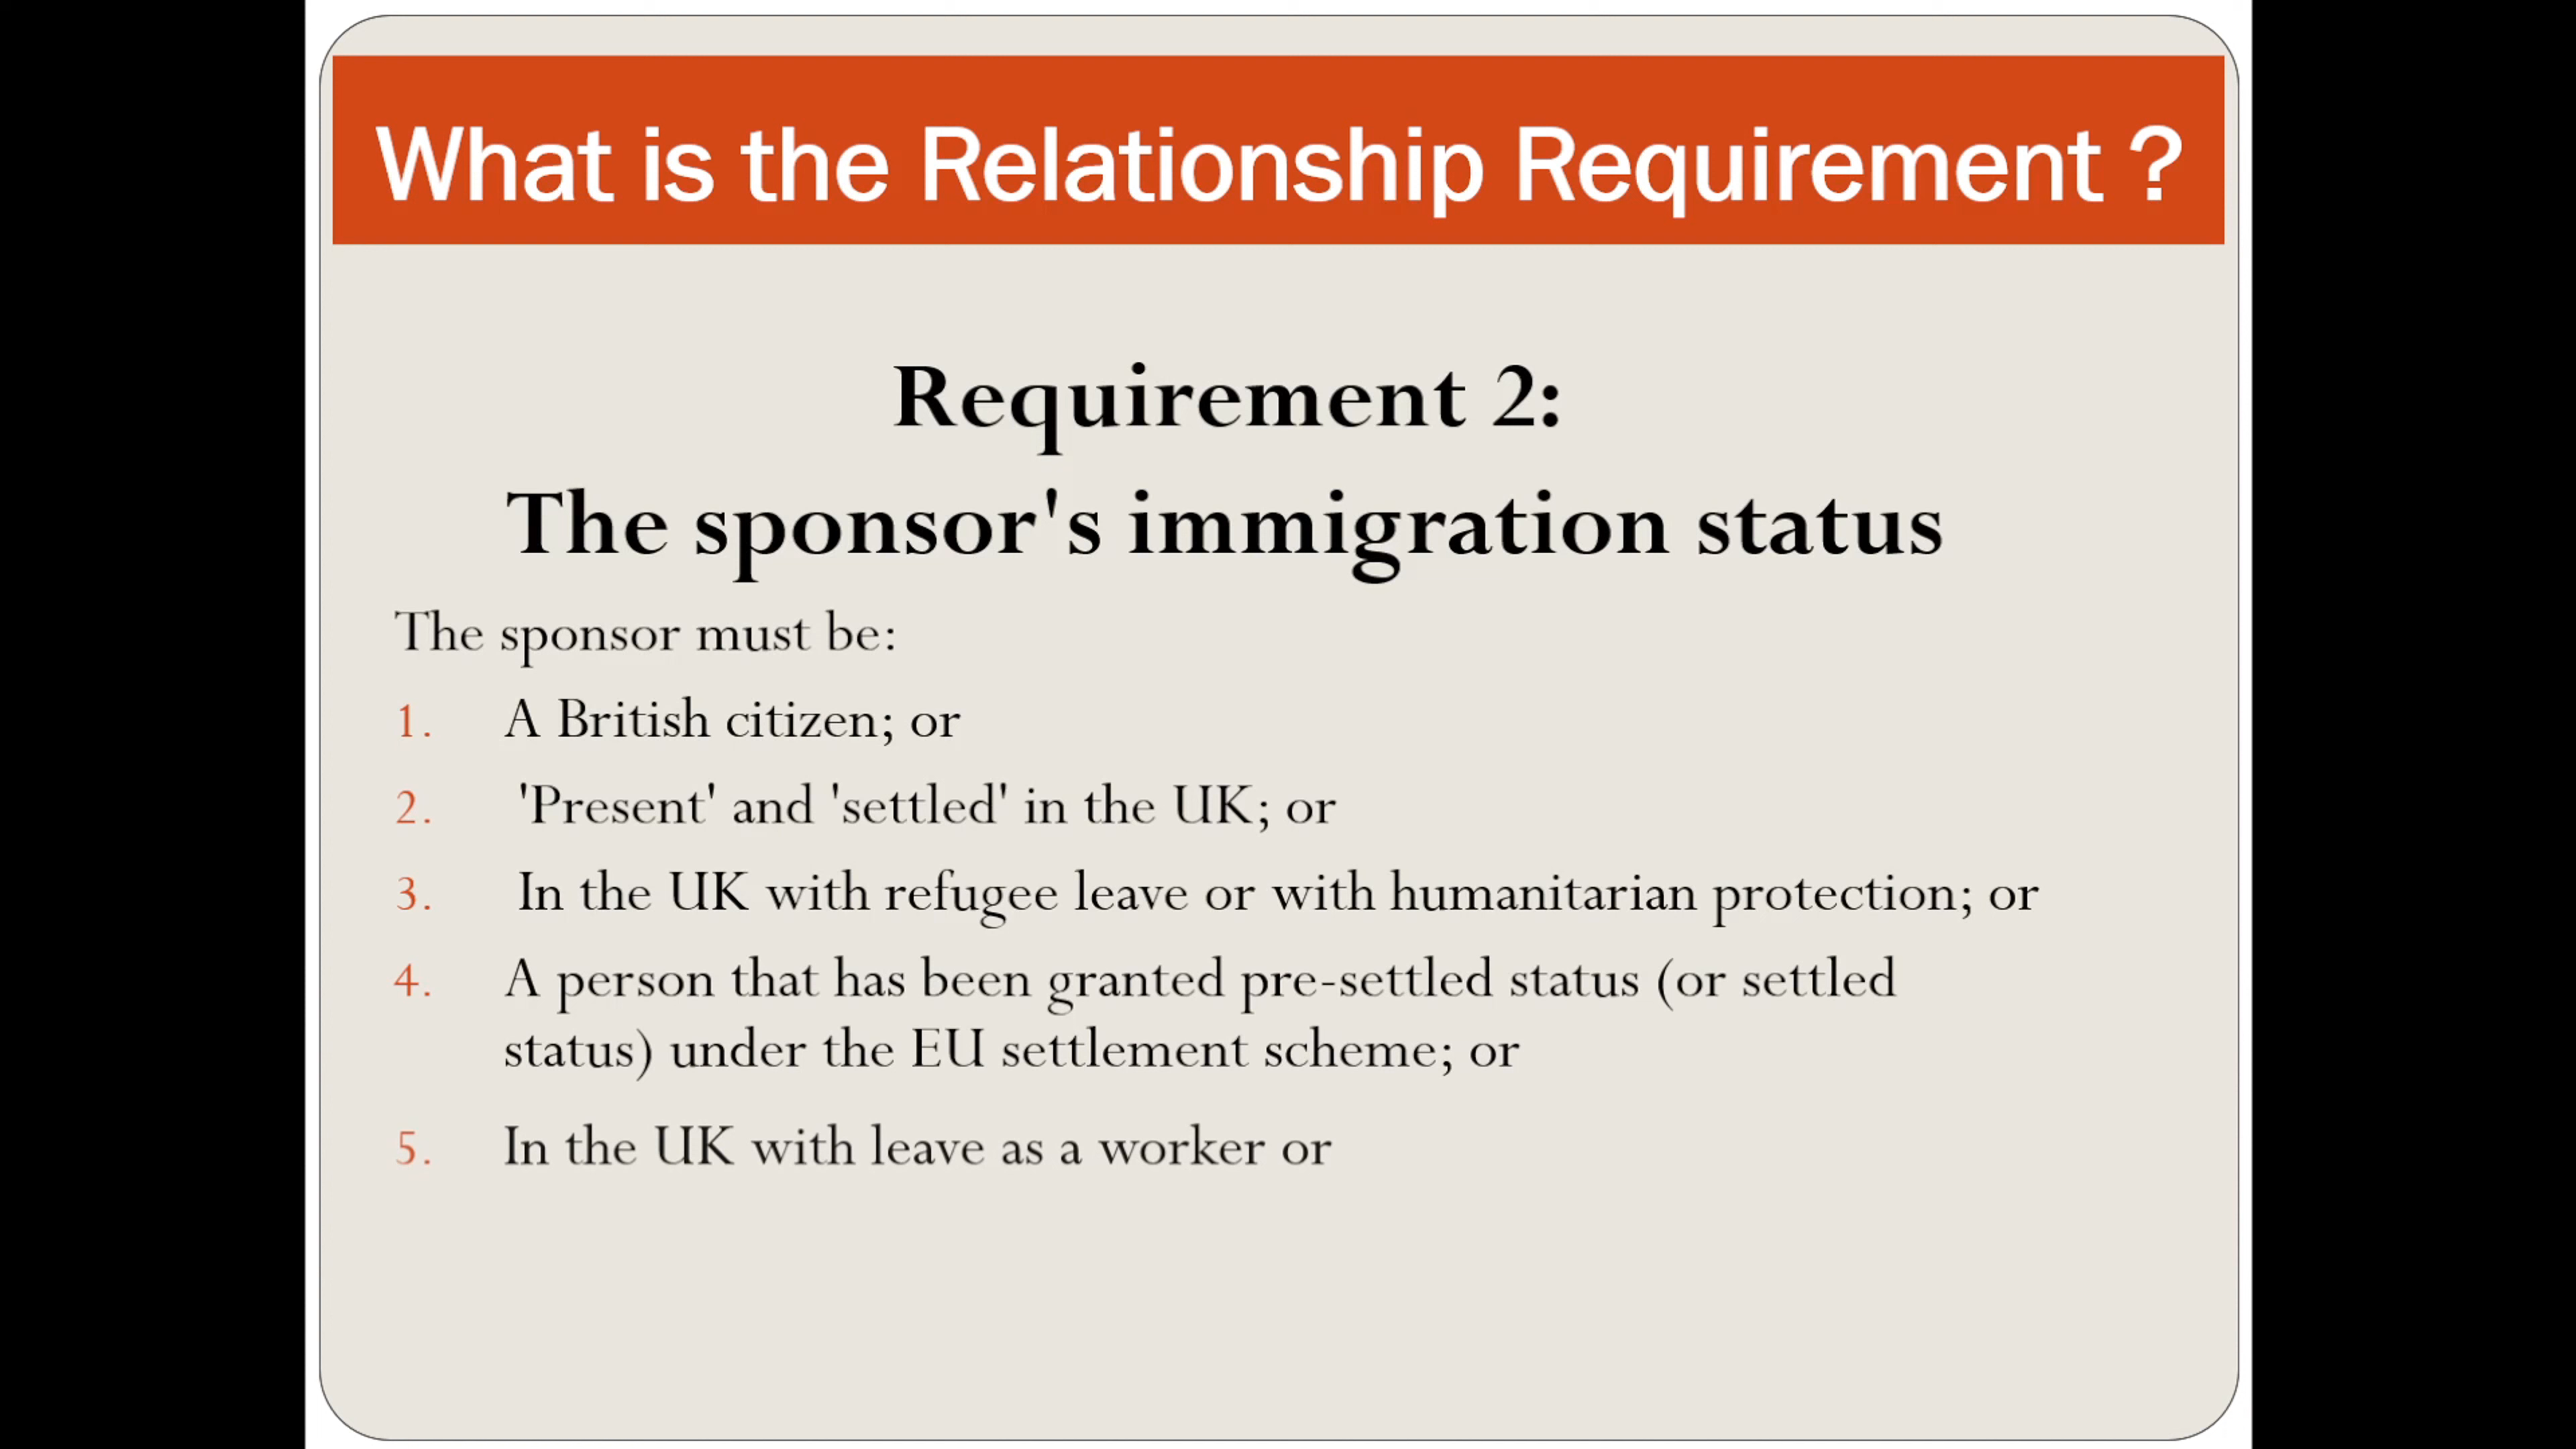 What is the Relationship Requirement ?
Requirement 2:
The sponsor's immigration status
The sponsor must be:
1. A British citizen; or
2. 'Present' and 'settled' in the UK; or
3. In the UK with refugee leave or with humanitarian protection; or
4. A person that has been granted pre-settled status (or settled
status) under the EU settlement scheme; or
5. In the UK with leave as a worker or